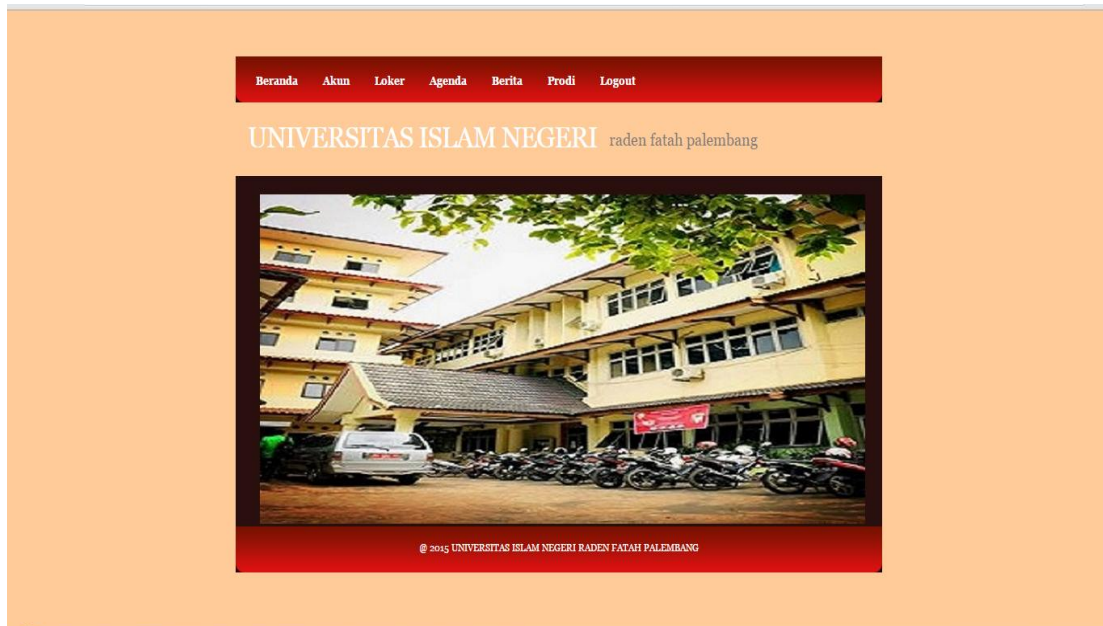 Beranda Akun Loker Agenda Berita Prodi Logout
UNIVERSITAS ISLAM NEGERI raden fatah palembang
@ 2015 UNIVERSITAS ISLAM NEGERI RADEN FATAH PALEMBANG